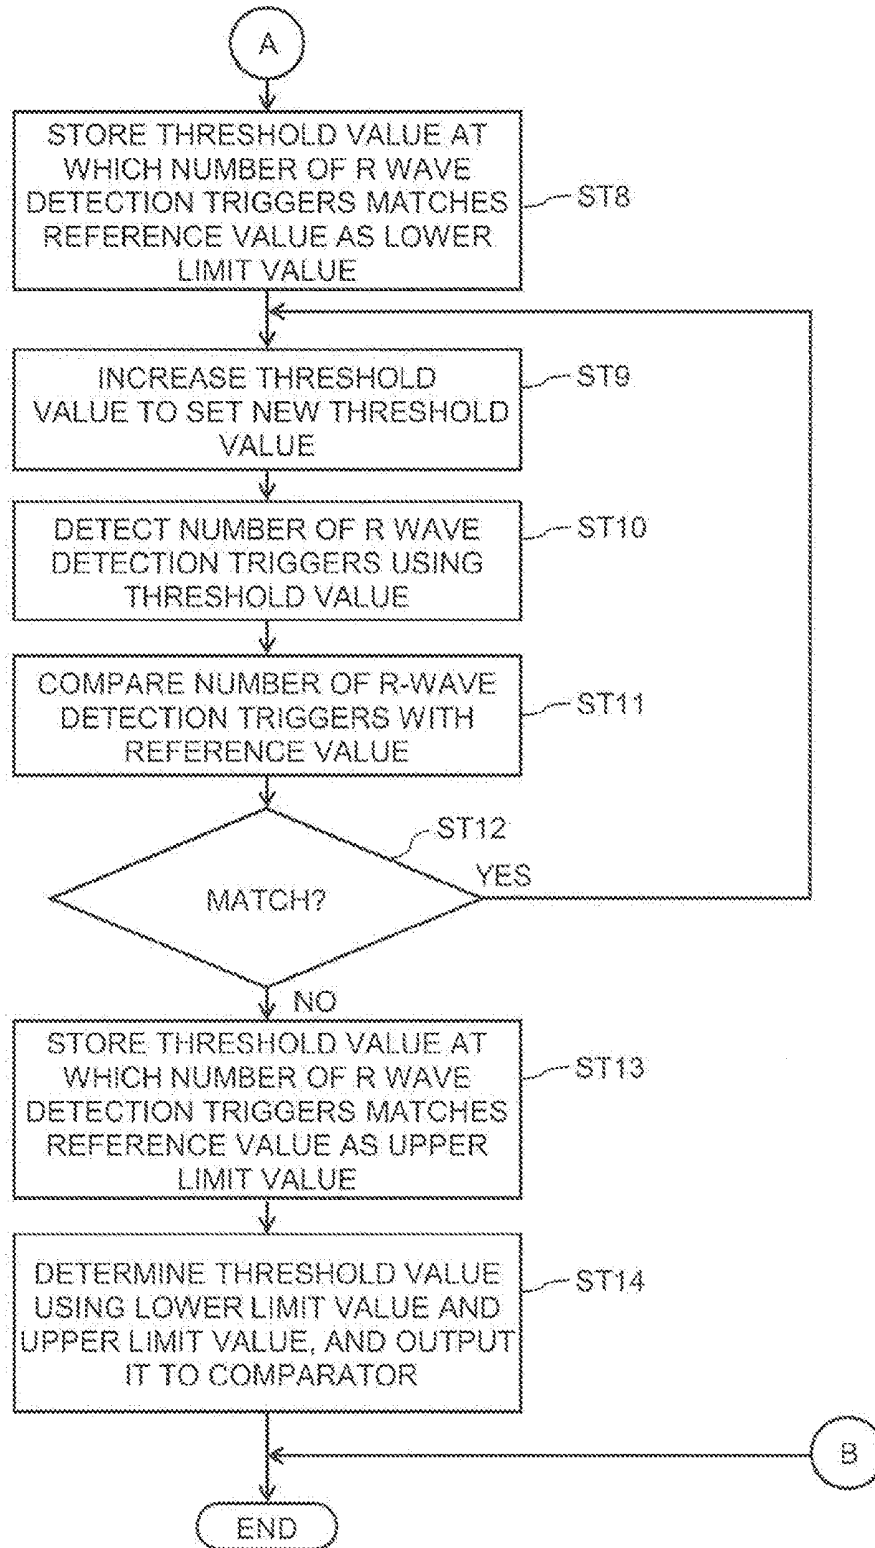 A
STORE THRESHOLD VALUE AT
WHICH NUMBER OF R WAVE
DETECTION TRIGGERS MATCHES
REFERENCE VALUE AS LOWER
LIMIT VALUE
ST8
INCREASE THRESHOLD
VALUE TO SET NEW THRESHOLD
VALUE
ST9
DETECT NUMBER OF R WAVE
DETECTION TRIGGERS USING
THRESHOLD VALUE
ST10
COMPARE NUMBER OF R-WAVE
DETECTION TRIGGERS WITH
REFERENCE VALUE
ST11
ST12
MATCH?
YES
NO
STORE THRESHOLD VALUE AT
WHICH NUMBER OF R WAVE
DETECTION TRIGGERS MATCHES
REFERENCE VALUE AS UPPER
LIMIT VALUE
ST13
DETERMINE THRESHOLD VALUE
USING LOWER LIMIT VALUE AND
UPPER LIMIT VALUE, AND OUTPUT
IT TO COMPARATOR
ST14
B
END